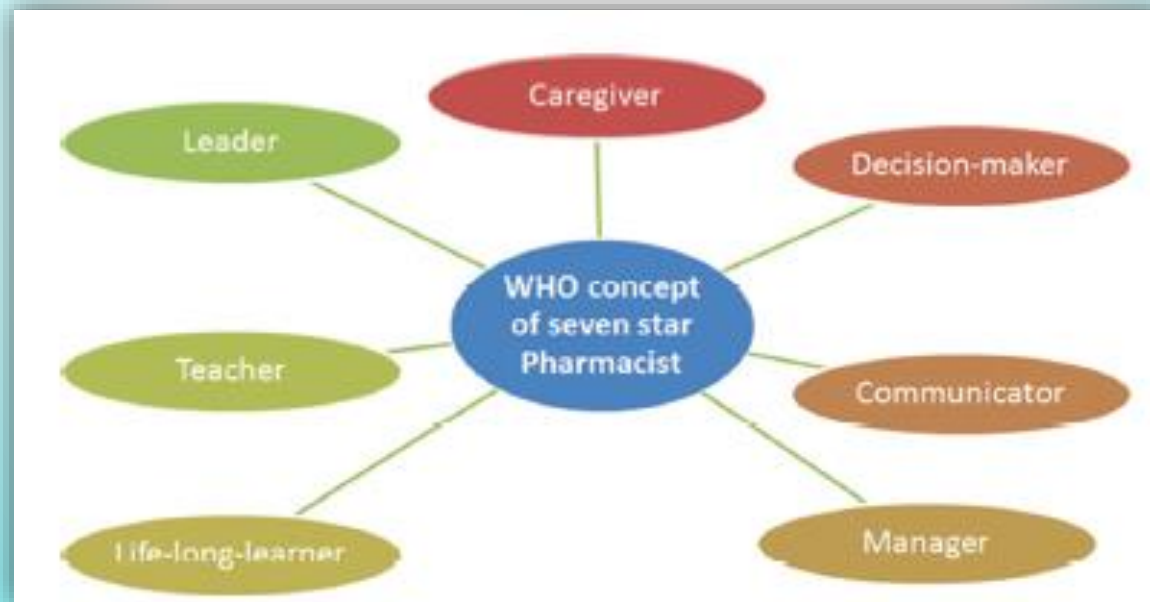 Caregiver
Leader
Decision-maker
WHO concept
of seven star
Pharmacist
Teacher
Communicator
Life-long-learner
Manager